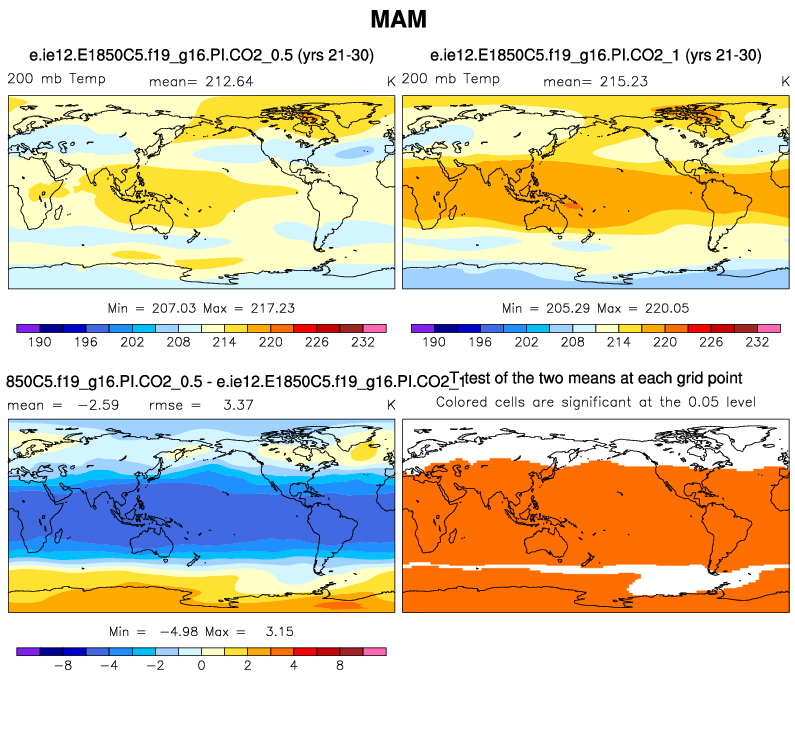 MAM
e.ie12.E1850C5.f19_g16.PI.CO2_0.5 (yrs 21-30)
200 mb Temp mean= 212.64 K
Min = 207.03 Max = 217.23
190 196 202 208 214 220 226 232
e.ie12.E1850C5.f19_g16.PI.CO2_1 (yrs 21-30)
200 mb Temp mean= 215.23 K
Min = 205.29 Max = 220.05
190 196 202 208 214 220 226 232
850C5.f19_g16.PI.CO2_0.5 - e.ie12.E1850C5.f19_g16.PI.CO2_1
mean = −2.59 rmse = 3.37 K
Min = −4.98 Max = 3.15
−8 −4 −2 0 2 4 8
T-test of the two means at each grid point
Colored cells are significant at the 0.05 level